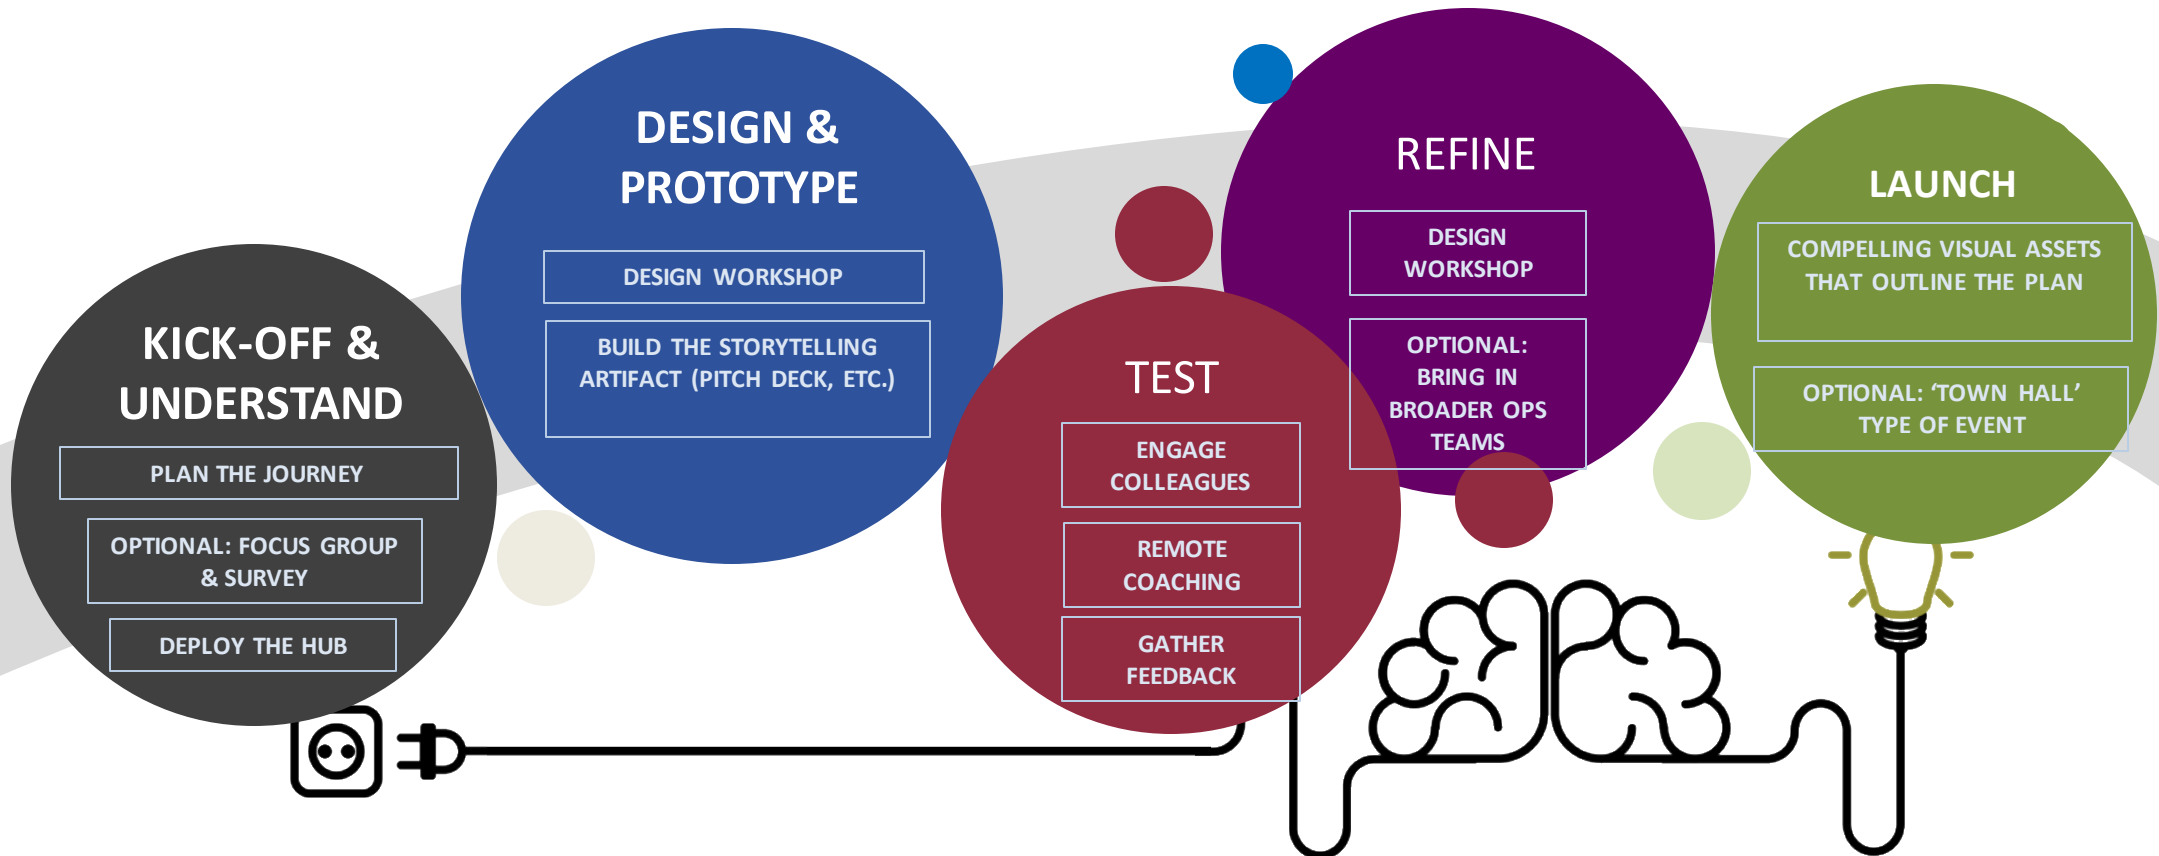 KICK-OFF &
UNDERSTAND
PLAN THE JOURNEY
OPTIONAL: FOCUS GROUP
& SURVEY
DEPLOY THE HUB
DESIGN &
PROTOTYPE
DESIGN WORKSHOP
BUILD THE STORYTELLING
ARTIFACT (PITCH DECK, ETC.)
TEST
ENGAGE
COLLEAGUES
REMOTE
COACHING
GATHER
FEEDBACK
REFINE
DESIGN
WORKSHOP
OPTIONAL:
BRING IN
BROADER OPS
TEAMS
LAUNCH
COMPELLING VISUAL ASSETS
THAT OUTLINE THE PLAN
OPTIONAL: ‘TOWN HALL’
TYPE OF EVENT